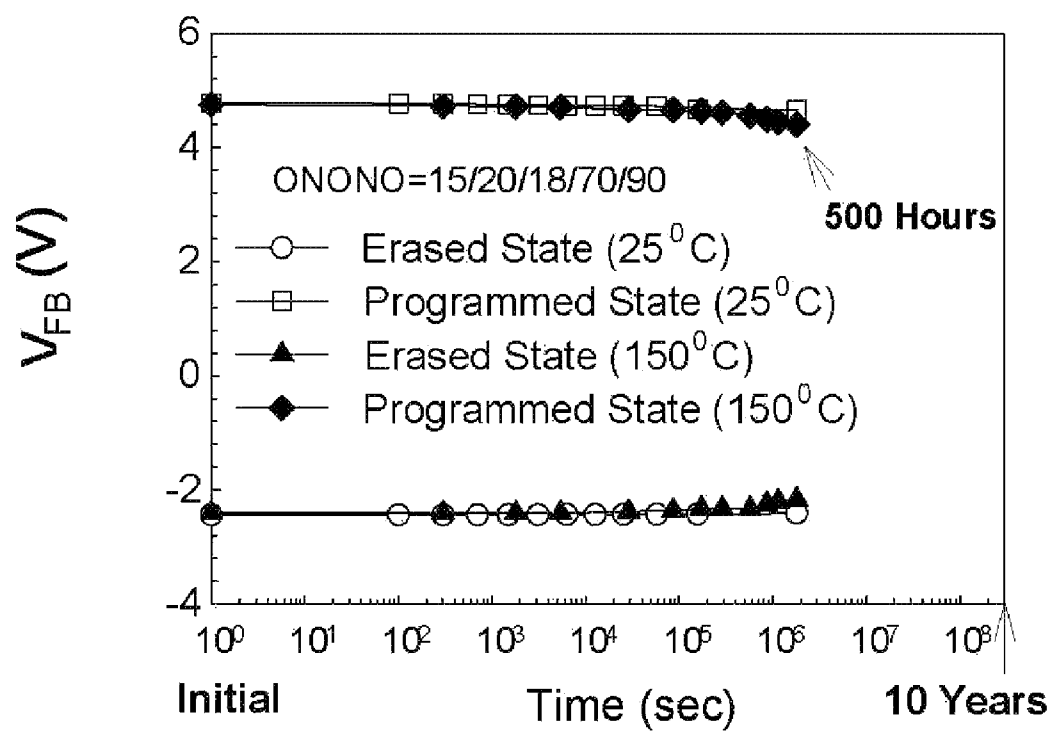 6
4
2
0
-2
-4
V_FB (V)
ONONO=15/20/18/70/90
500 Hours
Erased State (25⁰C)
Programmed State (25⁰C)
Erased State (150⁰C)
Programmed State (150⁰C)
10⁰ 10¹ 10² 10³ 10⁴ 10⁵ 10⁶ 10⁷ 10⁸
Initial
Time (sec)
10 Years